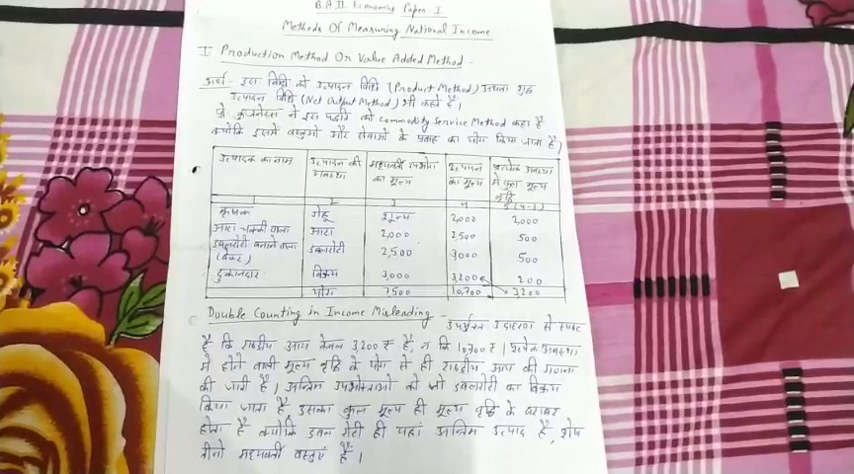 B.A II Economics Paper I
Methods Of Measuring National Income
I Production Method Or Value Added Method -
अर्थ - इस विधि को उत्पादन विधि (Product Method) अथवा शुद्ध
उत्पादन विधि (Net Output Method) भी कहते हैं।
प्रो कुजनेट्स ने इस पद्धति को Commodity Service Method कहा है
क्योंकि इसमें वस्तुओं और सेवाओं के प्रवाह का योग किया जाता है।
उत्पादक का नाम | उत्पादन की अवस्था | मध्यवर्ती उपभोग का मूल्य | उत्पादन का मूल्य | प्रत्येक अवस्था में कुल मूल्य वृद्धि
1 | 2 | 3 | 4
कृषक | गेहू | शून्य | 2,000 | 2,000
आटा चक्की वाला | आटा | 2,000 | 2,500 | 500
डबलरोटी बनाने वाला (बेकर) | डबलरोटी | 2,500 | 3,000 | 500
दुकानदार | विक्रय | 3,000 | 3,200 | 200
योग | 7,500 | 10,700 | 3,200
Double Counting in Income Misleading - उपर्युक्त उदाहरण से स्पष्ट
है कि राष्ट्रीय आय केवल 3,200 ₹ है, न कि 10,700 ₹ । प्रत्येक अवस्था
में होने वाली मूल्य वृद्धि के योग से ही राष्ट्रीय आय की गणना
की जाती है। अन्तिम उपभोक्ताओं को जो डबलरोटी का विक्रय
किया जाता है इसका कुल मूल्य ही मूल्य वृद्धि के बराबर
होता है क्योंकि डबल रोटी ही यहां अन्तिम उत्पाद है, शेष
तीनो मध्यवर्ती वस्तुएं हैं।